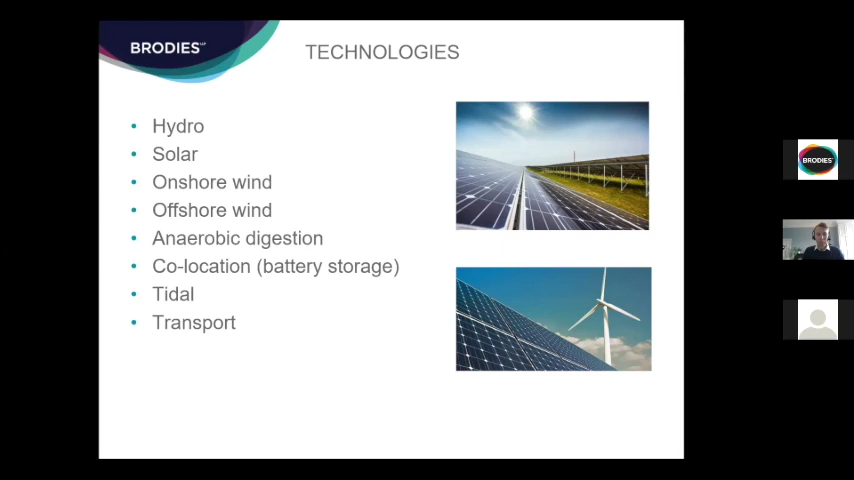 BRODIES LLP
TECHNOLOGIES
• Hydro
• Solar
• Onshore wind
• Offshore wind
• Anaerobic digestion
• Co-location (battery storage)
• Tidal
• Transport
BRODIES